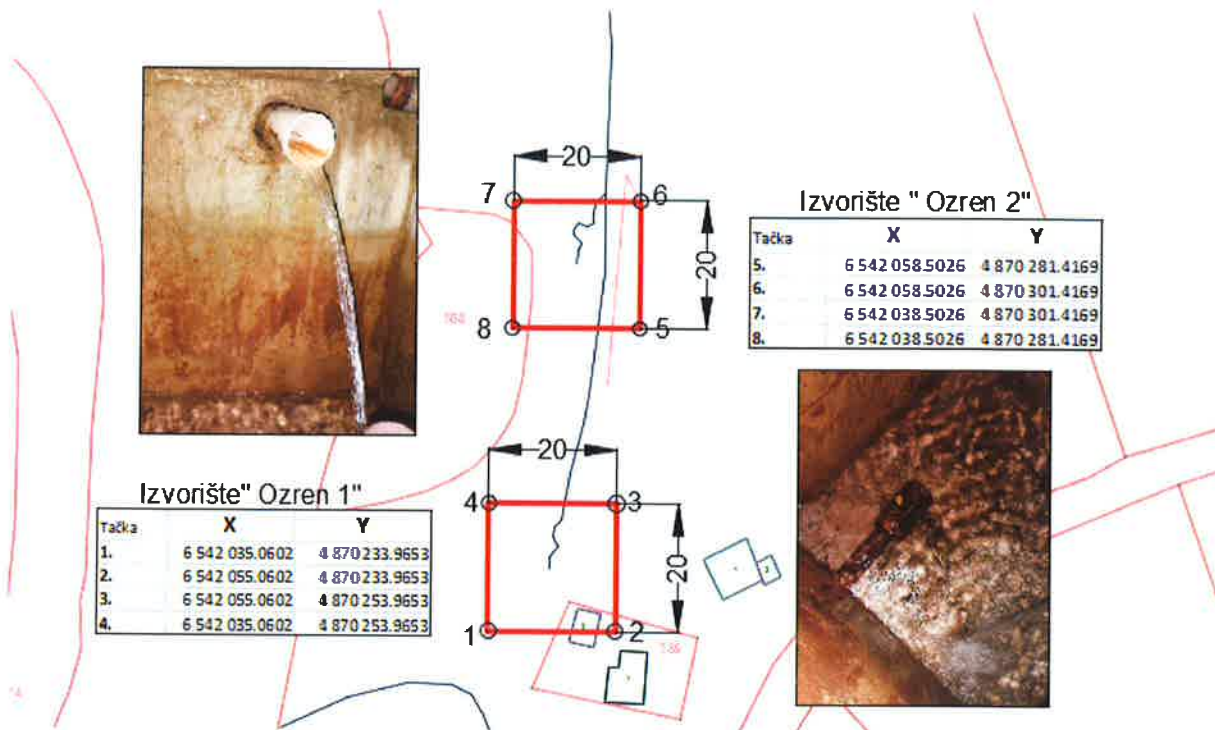 20
7
6
Izvorište " Ozren 2"
Tačka X Y
5. 6 542 058.5026 4 870 281.4169
6. 6 542 058.5026 4 870 301.4169
7. 6 542 038.5026 4 870 301.4169
8. 6 542 038.5026 4 870 281.4169
20
8
5
20
Izvorište" Ozren 1"
Tačka X Y
1. 6 542 035.0602 4 870 233.9653
2. 6 542 055.0602 4 870 233.9653
3. 6 542 055.0602 4 870 253.9653
4. 6 542 035.0602 4 870 253.9653
4
3
20
1
2